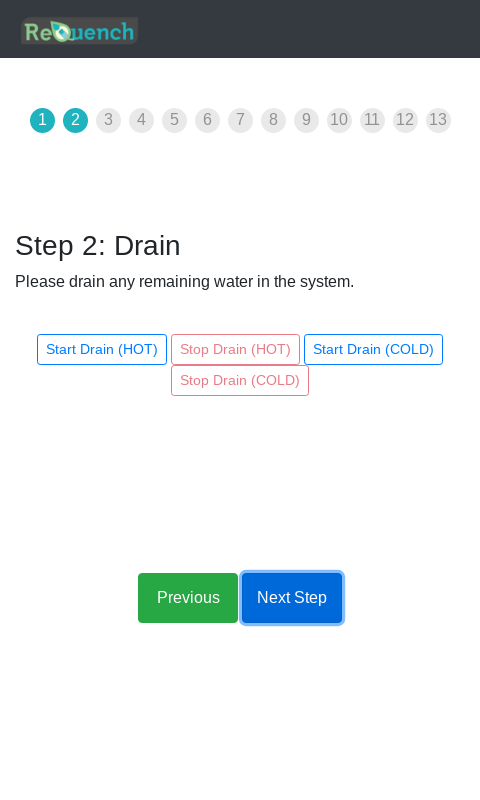 ReQuench
1 2 3 4 5 6 7 8 9 10 11 12 13
Step 2: Drain
Please drain any remaining water in the system.
Start Drain (HOT) Stop Drain (HOT) Start Drain (COLD)
Stop Drain (COLD)
Previous Next Step